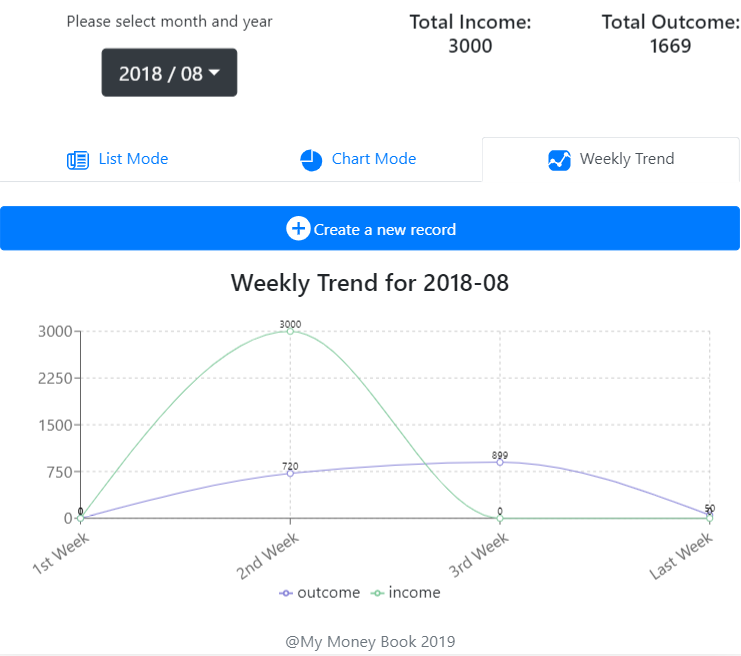 Please select month and year
2018 / 08
Total Income:
3000
Total Outcome:
1669
List Mode
Chart Mode
Weekly Trend
Create a new record
Weekly Trend for 2018-08
3000
2250
1500
750
0
3000
720
899
0
0
50
1st Week
2nd Week
3rd Week
Last Week
outcome
income
@My Money Book 2019